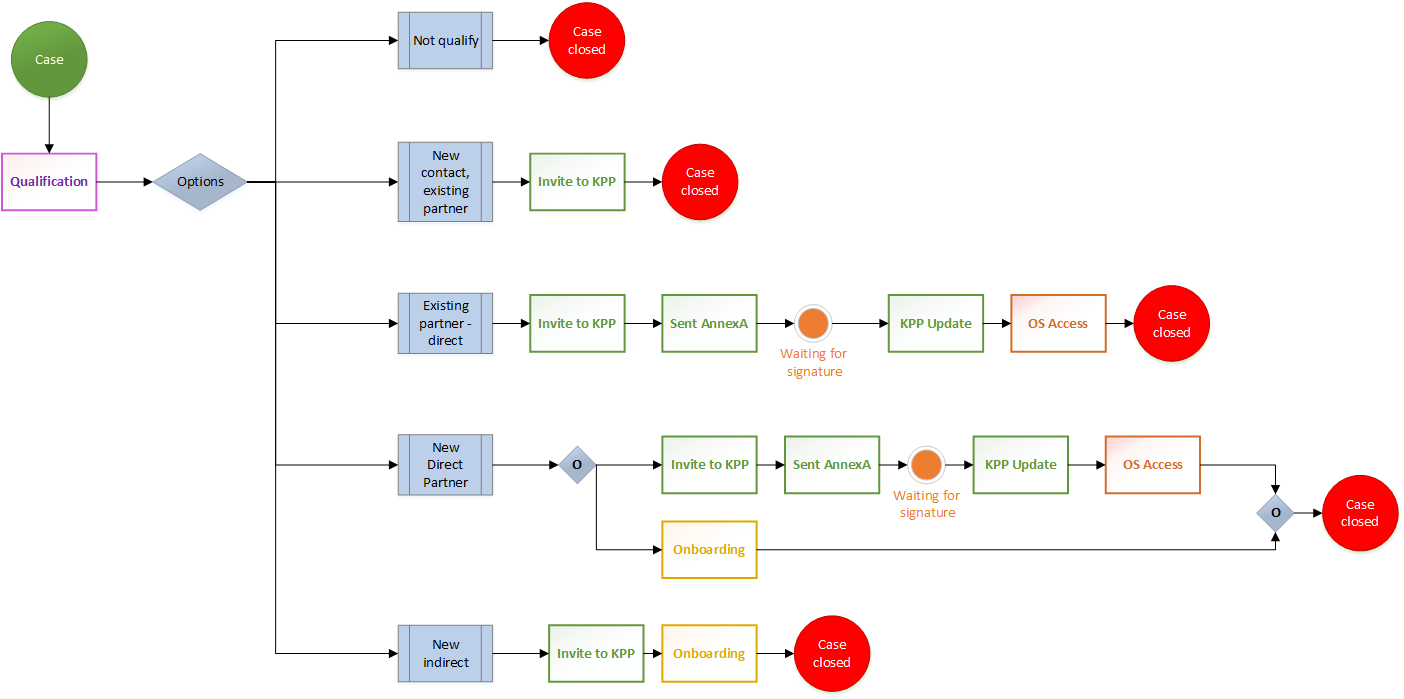 Case
Qualification
Options
Not qualify
Case
closed
New
contact,
existing
partner
Invite to KPP
Case
closed
Existing
partner -
direct
Invite to KPP
Sent AnnexA
Waiting for
signature
KPP Update
OS Access
Case
closed
New
Direct
Partner
O
Invite to KPP
Sent AnnexA
Waiting for
signature
KPP Update
OS Access
Onboarding
O
Case
closed
New
indirect
Invite to KPP
Onboarding
Case
closed